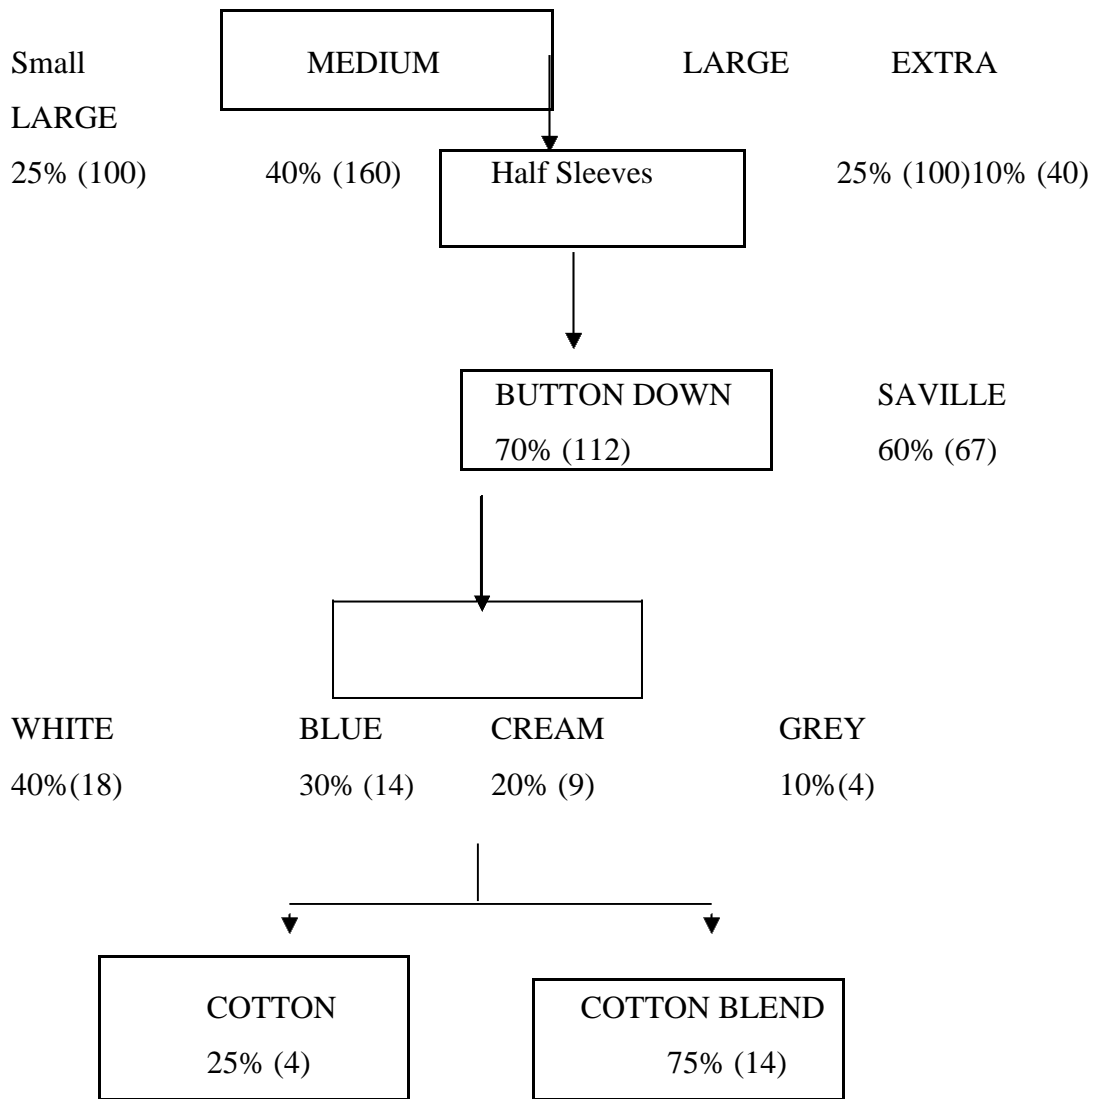 Small MEDIUM LARGE EXTRA
LARGE
25% (100) 40% (160) Half Sleeves 25% (100)10% (40)
BUTTON DOWN SAVILLE
70% (112) 60% (67)
WHITE BLUE CREAM GREY
40%(18) 30% (14) 20% (9) 10%(4)
COTTON COTTON BLEND
25% (4) 75% (14)